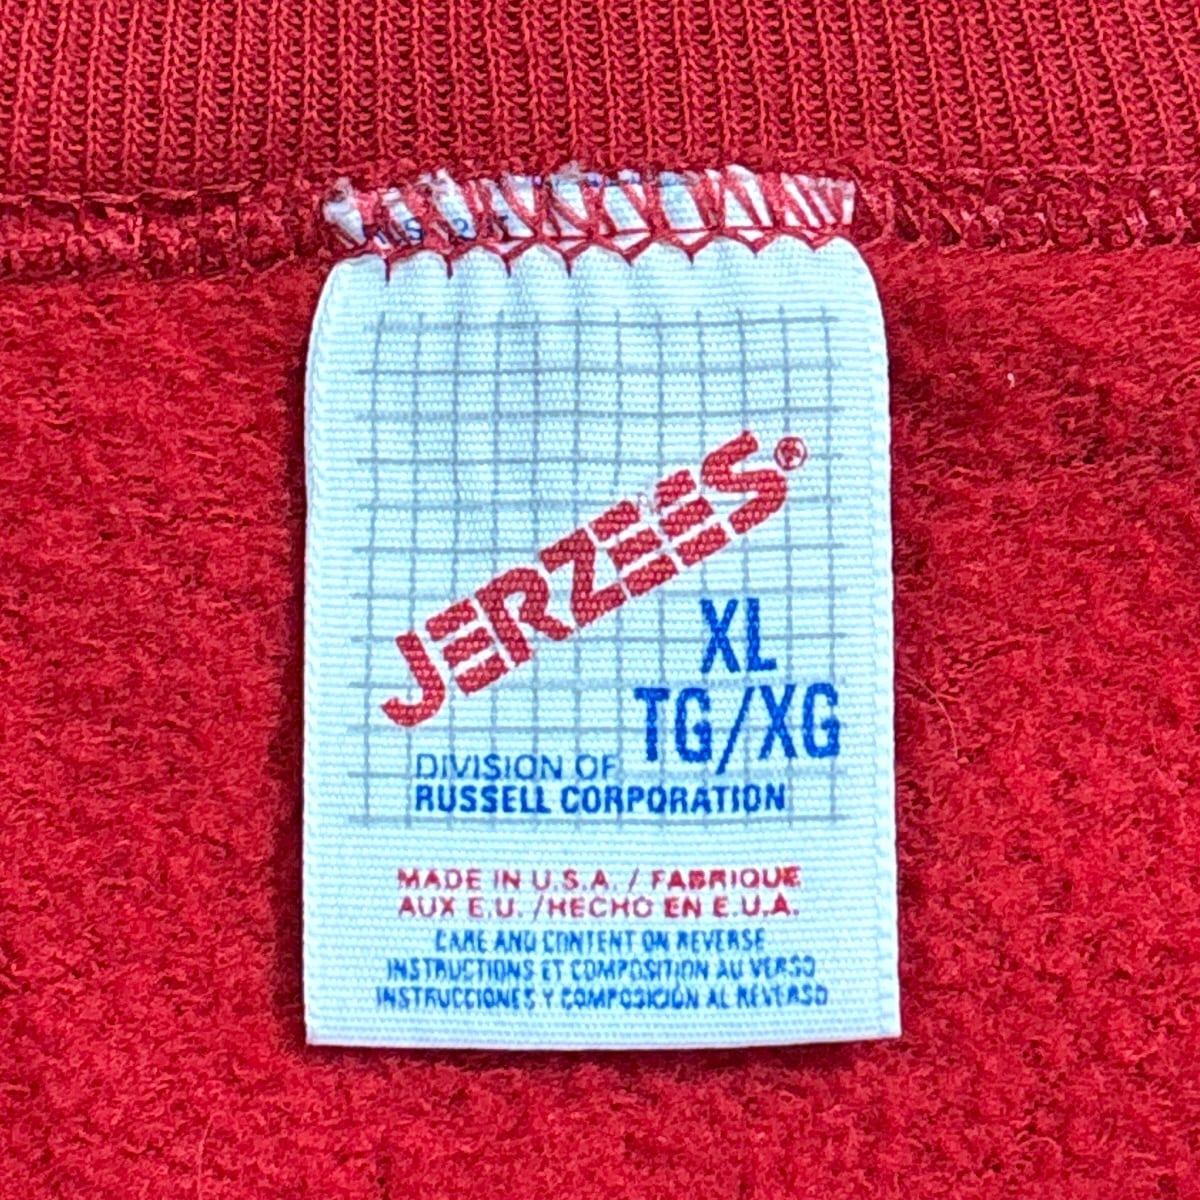 JERZEES®
XL
TG/XG
DIVISION OF
RUSSELL CORPORATION
MADE IN U.S.A. / FABRIQUE
AUX E.U. /HECHO EN E.U.A.
CARE AND CONTENT ON REVERSE
INSTRUCTIONS ET COMPOSITION AU VERSO
INSTRUCCIONES Y COMPOSICIÓN AL REVERSO